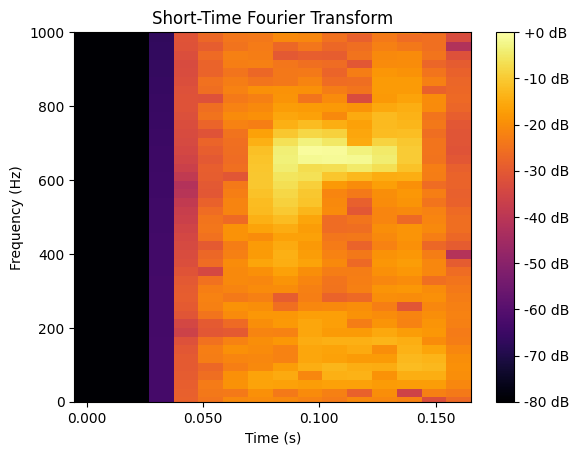 Short-Time Fourier Transform
1000
800
600
400
200
0
Frequency (Hz)
0.000
0.050
0.100
0.150
Time (s)
+0 dB
-10 dB
-20 dB
-30 dB
-40 dB
-50 dB
-60 dB
-70 dB
-80 dB